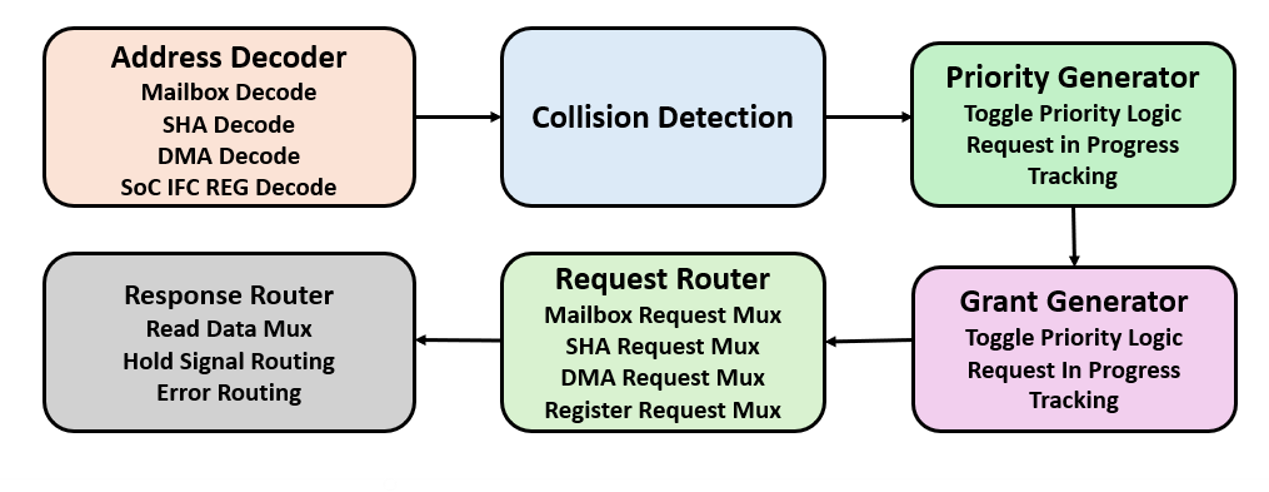 Address Decoder
Mailbox Decode
SHA Decode
DMA Decode
SoC IFC REG Decode
Collision Detection
Priority Generator
Toggle Priority Logic
Request in Progress
Tracking
Response Router
Read Data Mux
Hold Signal Routing
Error Routing
Request Router
Mailbox Request Mux
SHA Request Mux
DMA Request Mux
Register Request Mux
Grant Generator
Toggle Priority Logic
Request In Progress
Tracking